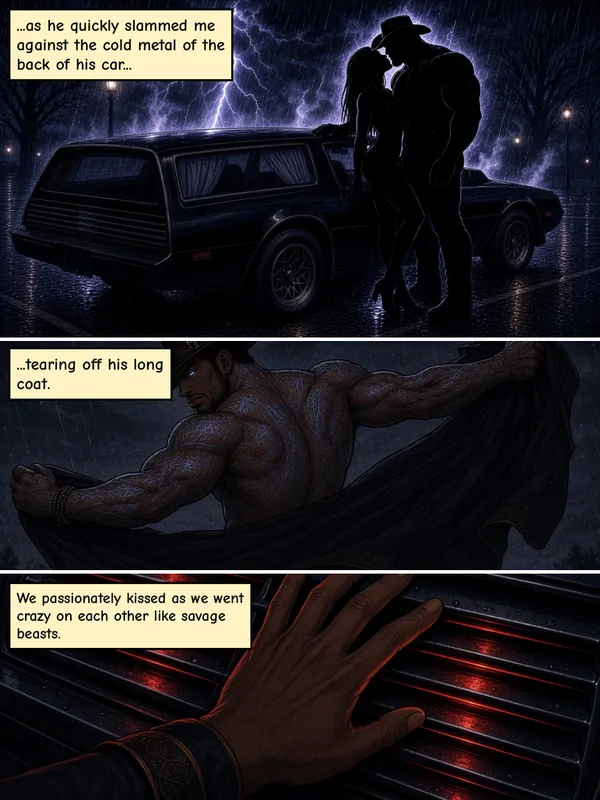 ...as he quickly slammed me
against the cold metal of the
back of his car...
...tearing off his long
coat.
We passionately kissed as we went
crazy on each other like savage
beasts.